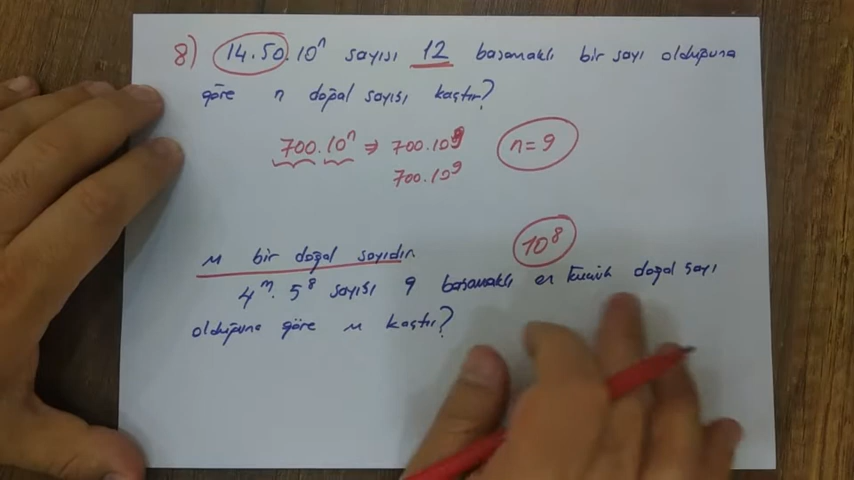 8) 14.50.10ⁿ sayısı 12 basamaklı bir sayı olduğuna
göre n doğal sayısı kaçtır?
700.10ⁿ ⇒ 700.10⁹ n=9
700.10⁹
m bir doğal sayıdır. 10⁸
4ᵐ.5⁸ sayısı 9 basamaklı en küçük doğal sayı
olduğuna göre m kaçtır?